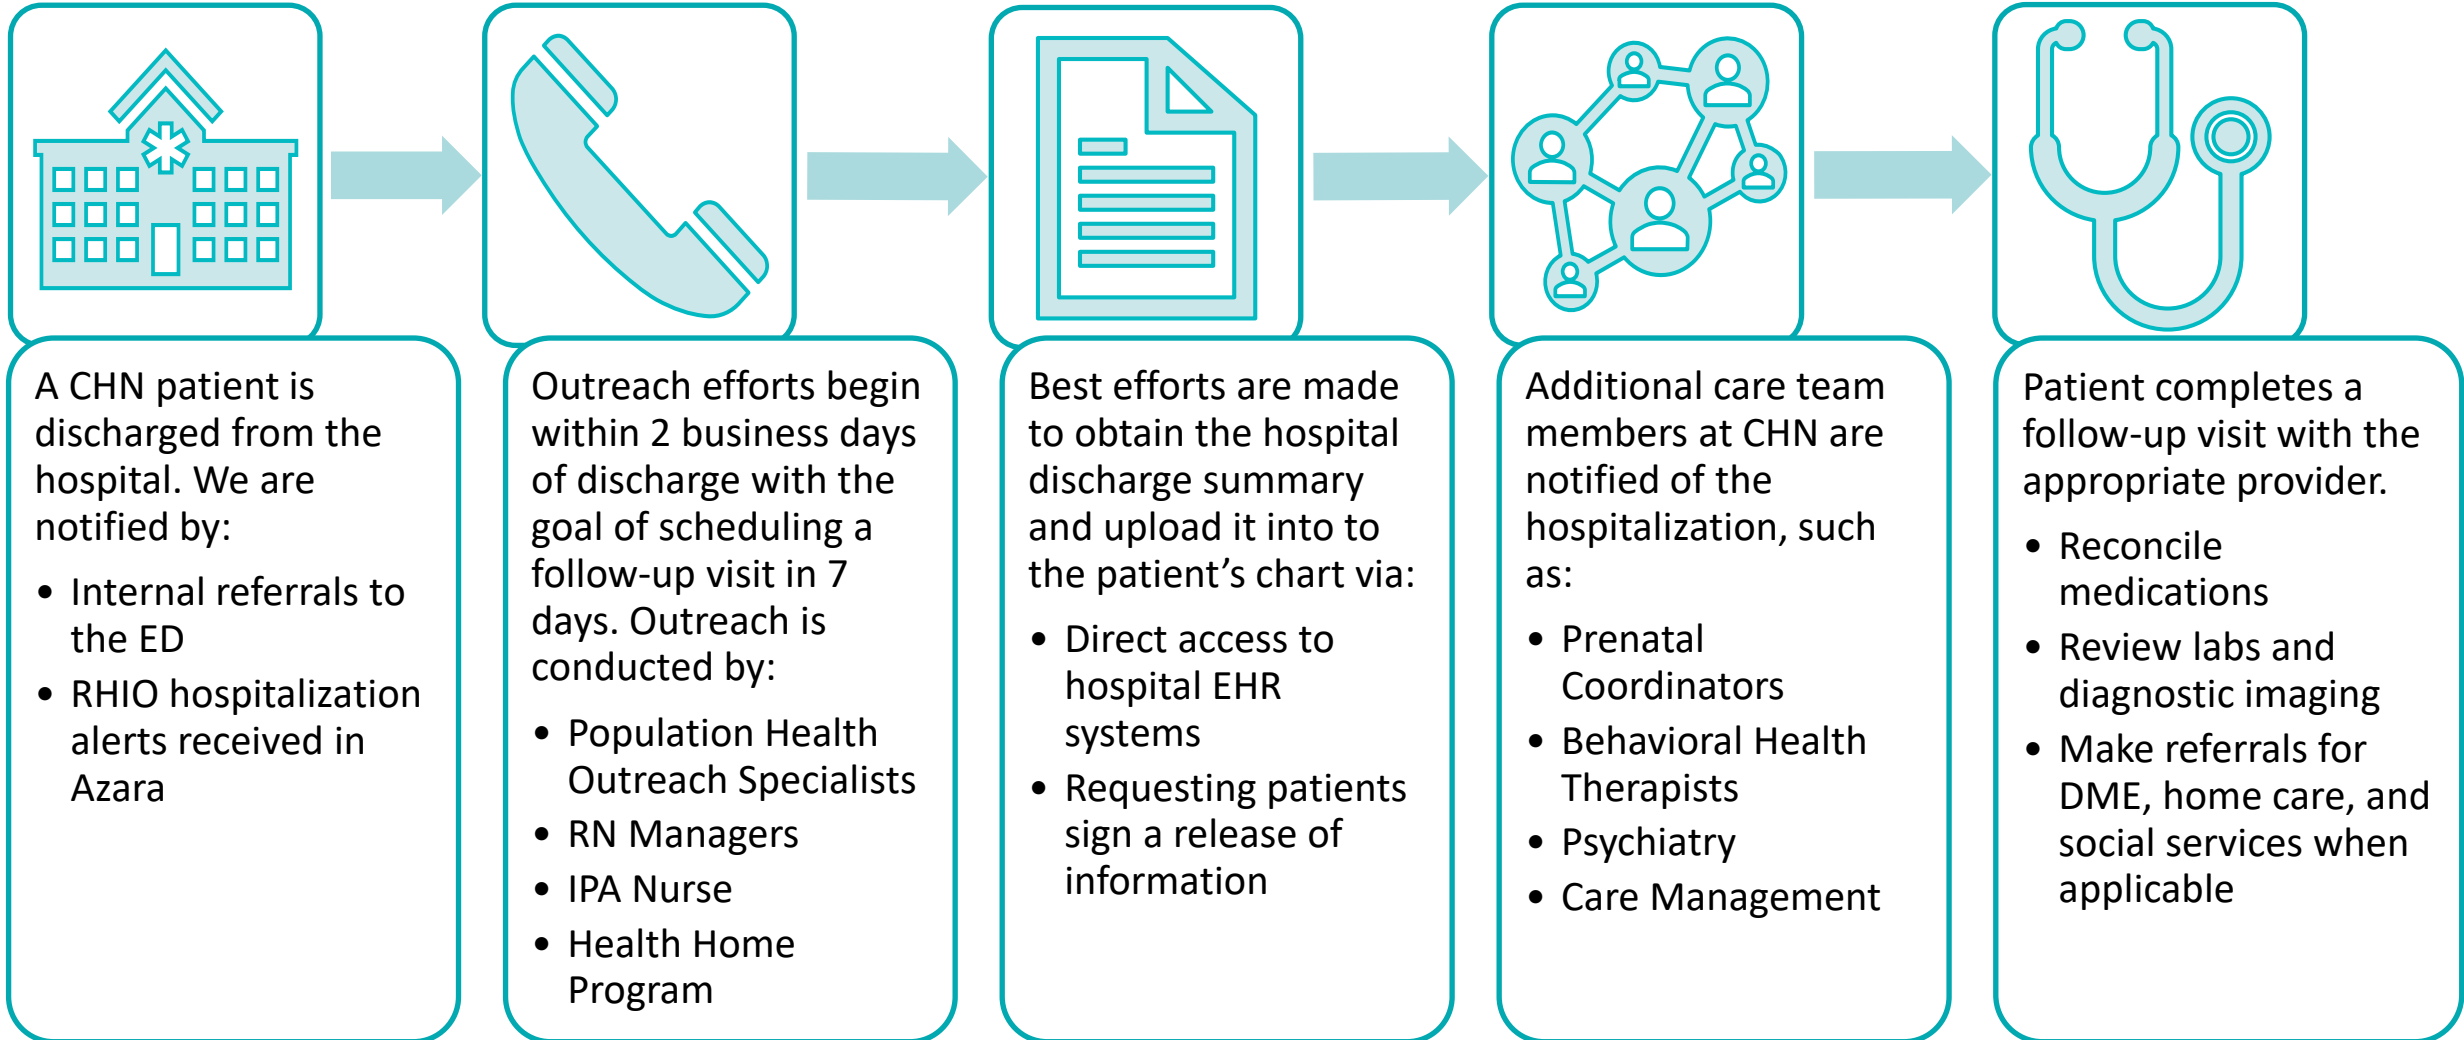 A CHN patient is
discharged from the
hospital. We are
notified by:
• Internal referrals to
the ED
• RHIO hospitalization
alerts received in
Azara
Outreach efforts begin
within 2 business days
of discharge with the
goal of scheduling a
follow-up visit in 7
days. Outreach is
conducted by:
• Population Health
Outreach Specialists
• RN Managers
• IPA Nurse
• Health Home
Program
Best efforts are made
to obtain the hospital
discharge summary
and upload it into to
the patient’s chart via:
• Direct access to
hospital EHR
systems
• Requesting patients
sign a release of
information
Additional care team
members at CHN are
notified of the
hospitalization, such
as:
• Prenatal
Coordinators
• Behavioral Health
Therapists
• Psychiatry
• Care Management
Patient completes a
follow-up visit with the
appropriate provider.
• Reconcile
medications
• Review labs and
diagnostic imaging
• Make referrals for
DME, home care, and
social services when
applicable